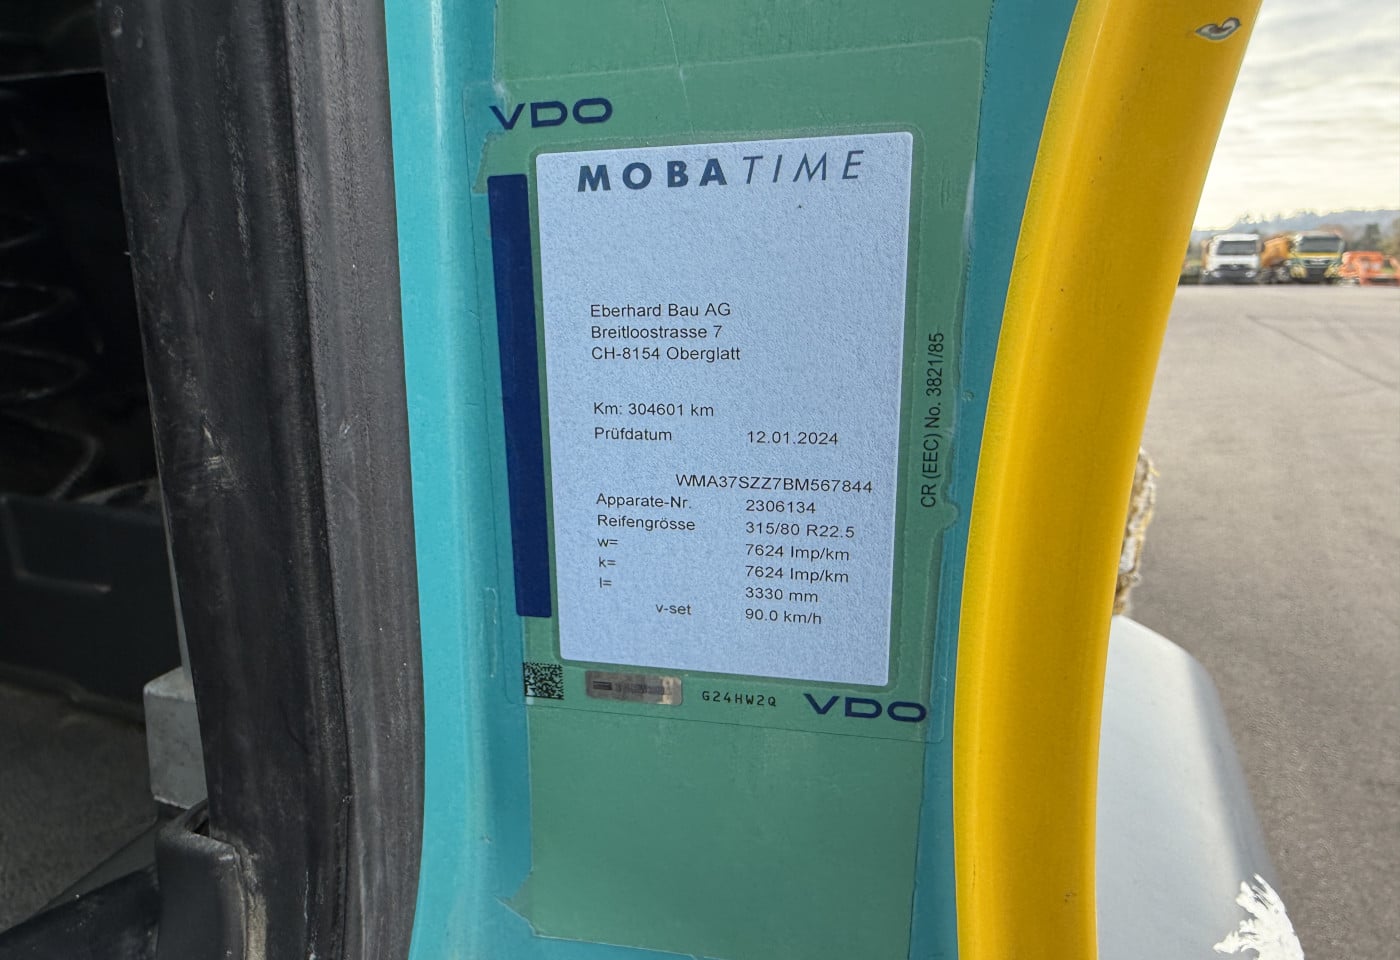 VDO
MOBATIME
Eberhard Bau AG
Breitloostrasse 7
CH-8154 Oberglatt
Km: 304601 km
Prüfdatum 12.01.2024
WMA37SZZ7BM567844
Apparate-Nr. 2306134
Reifengrösse 315/80 R22.5
w= 7624 Imp/km
k= 7624 Imp/km
l= 3330 mm
v-set 90.0 km/h
CR (EEC) No. 3821/85
G24HW2Q
VDO